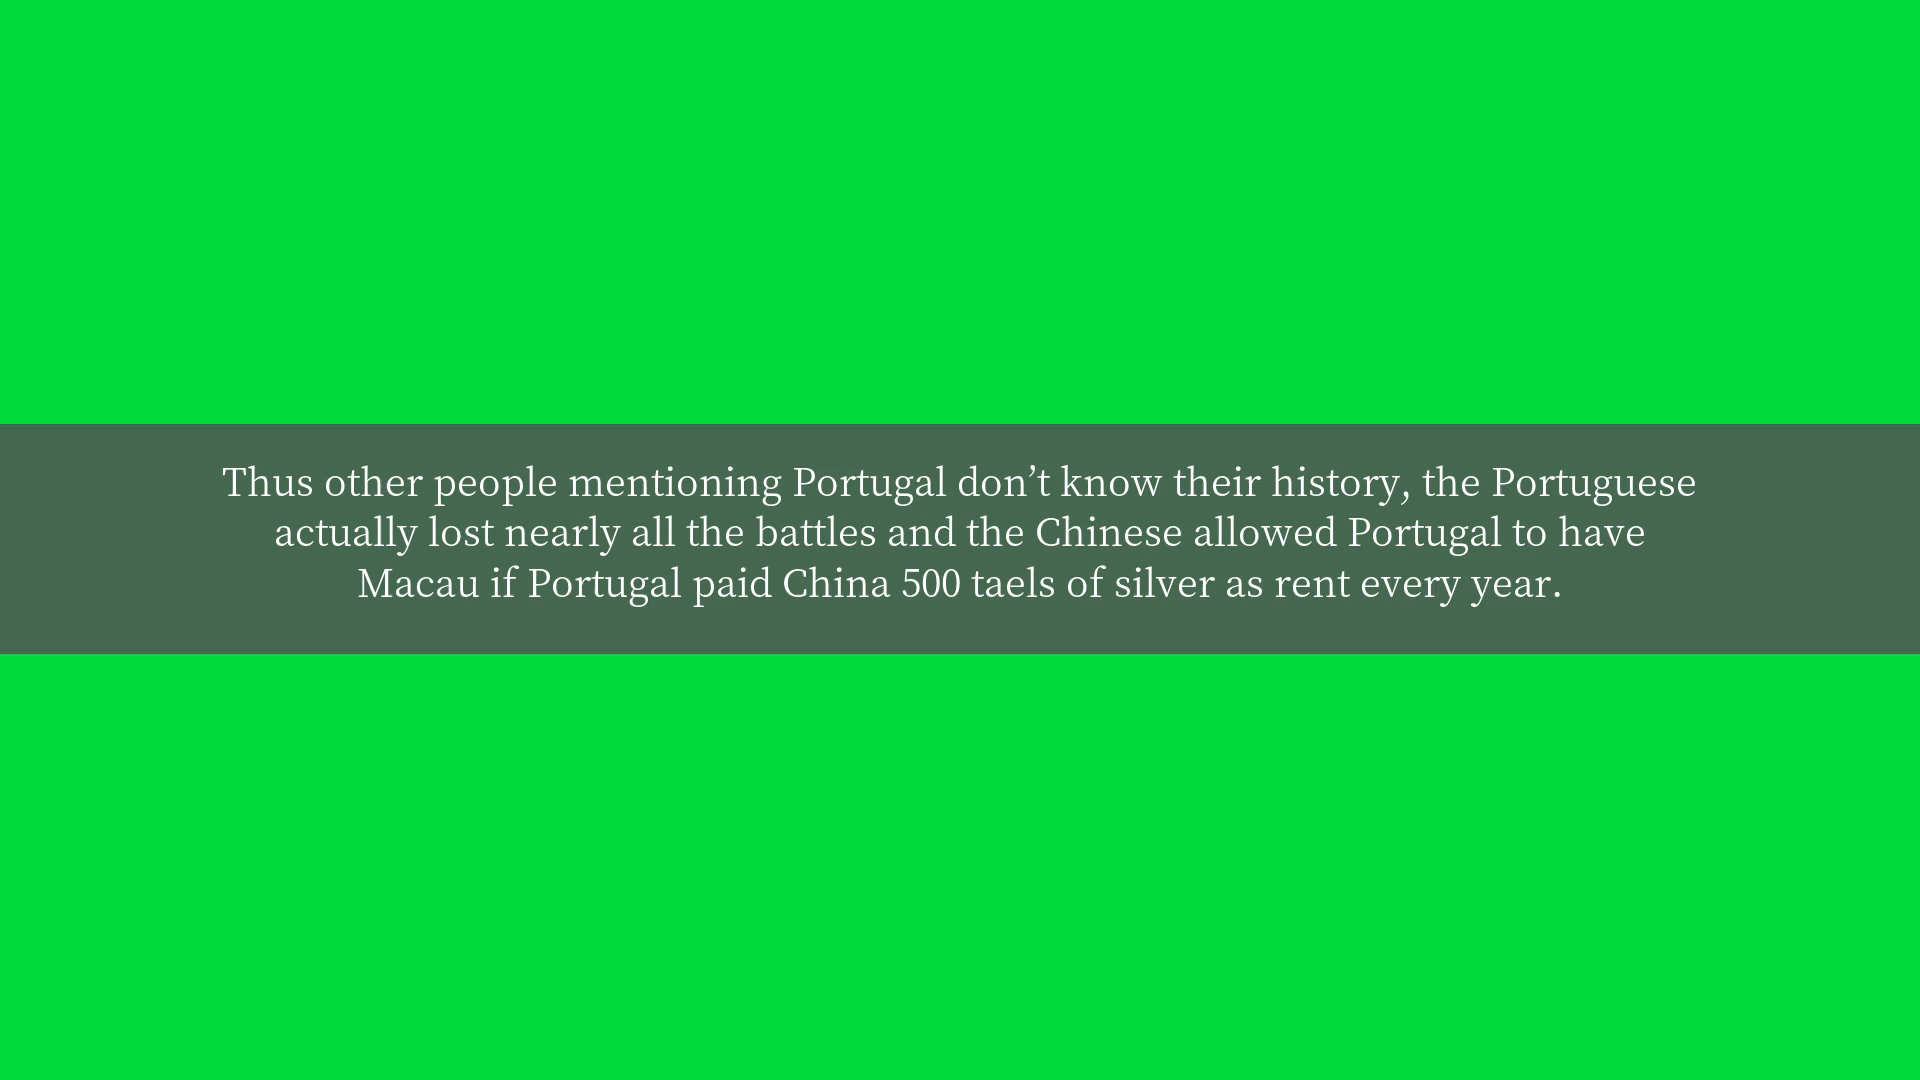 Thus other people mentioning Portugal don’t know their history, the Portuguese
actually lost nearly all the battles and the Chinese allowed Portugal to have
Macau if Portugal paid China 500 taels of silver as rent every year.